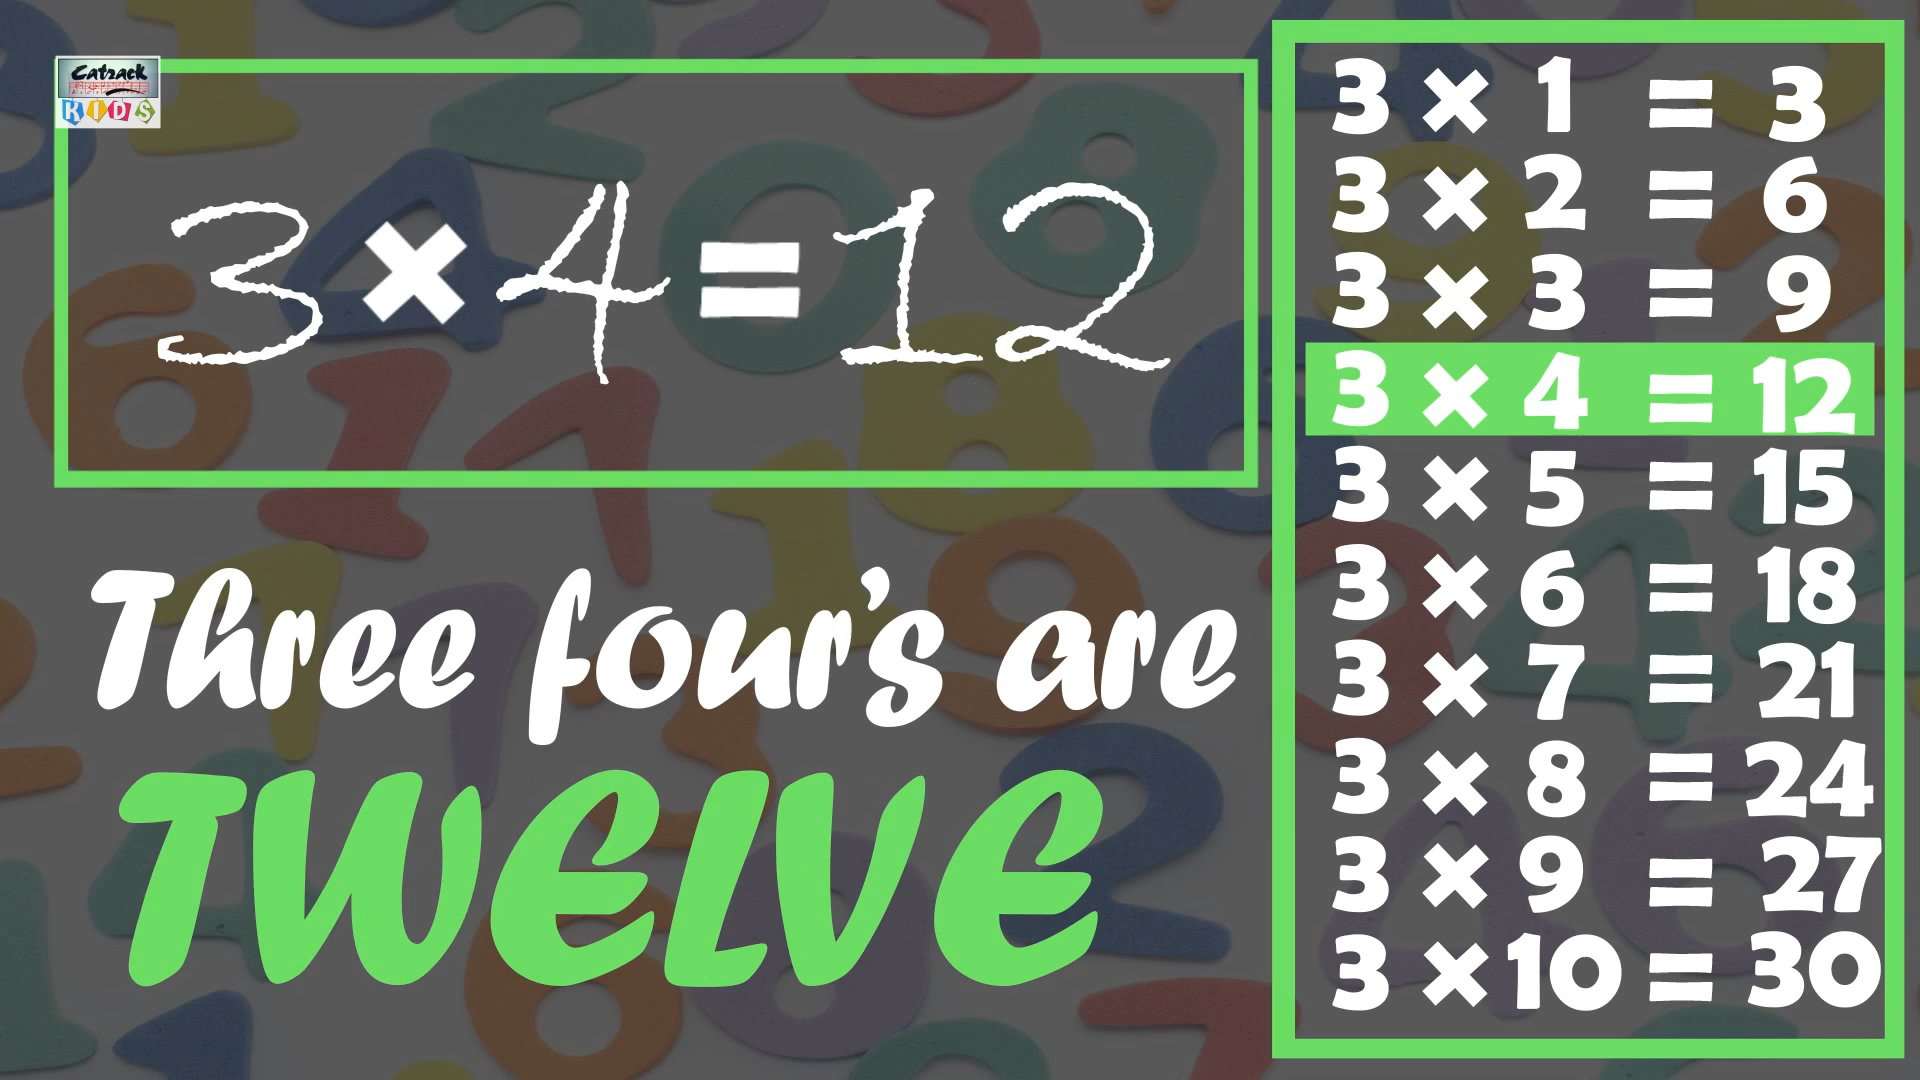 Catrack
KIDS
3 × 4 = 12
Three four's are
TWELVE
3 × 1 = 3
3 × 2 = 6
3 × 3 = 9
3 × 4 = 12
3 × 5 = 15
3 × 6 = 18
3 × 7 = 21
3 × 8 = 24
3 × 9 = 27
3 × 10 = 30